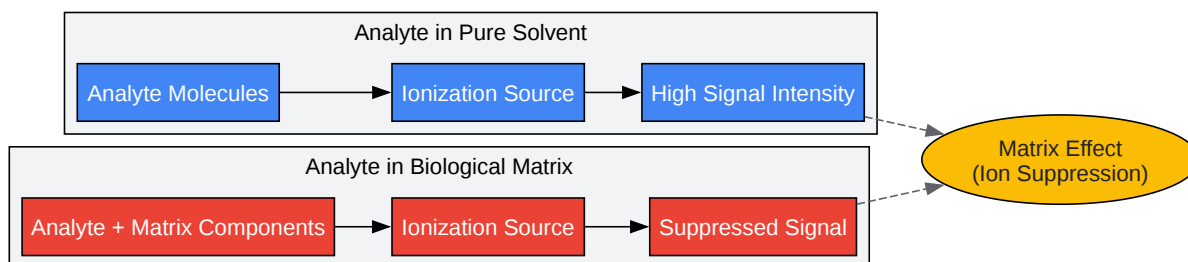 Analyte in Pure Solvent
Analyte Molecules
Ionization Source
High Signal Intensity
Matrix Effect
(Ion Suppression)
Analyte in Biological Matrix
Analyte + Matrix Components
Ionization Source
Suppressed Signal